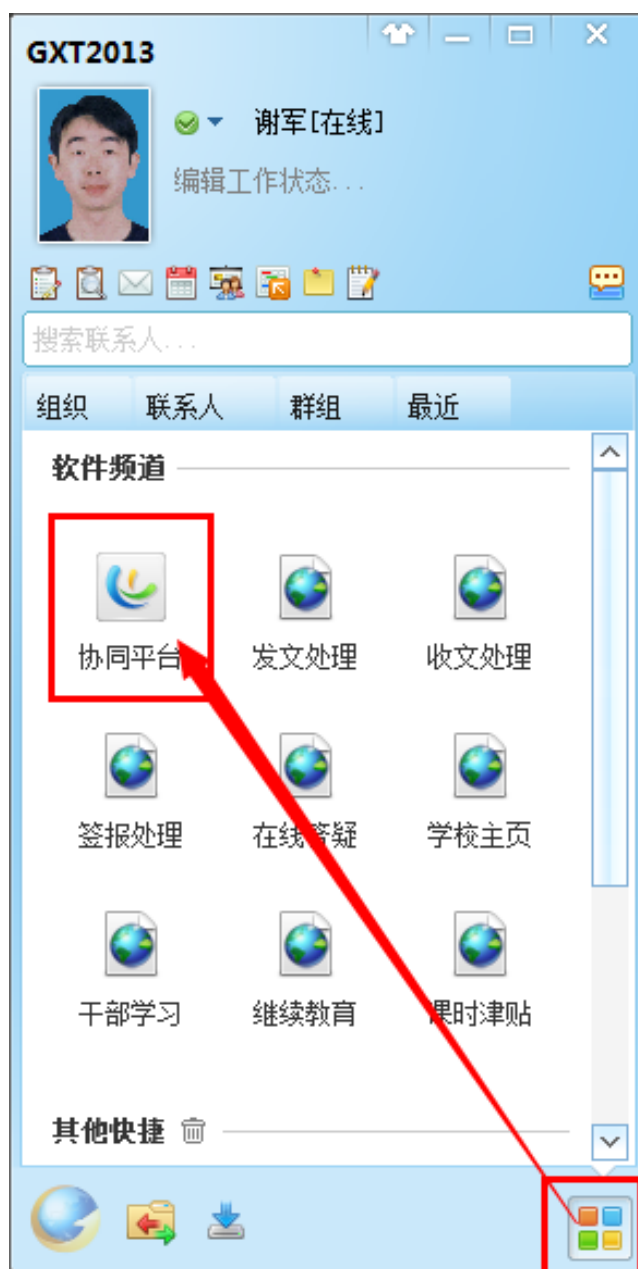 GXT2013
谢军[在线]
编辑工作状态...
搜索联系人...
组织 联系人 群组 最近
软件频道
协同平台 发文处理 收文处理
签报处理 在线答疑 学校主页
干部学习 继续教育 课时津贴
其他快捷